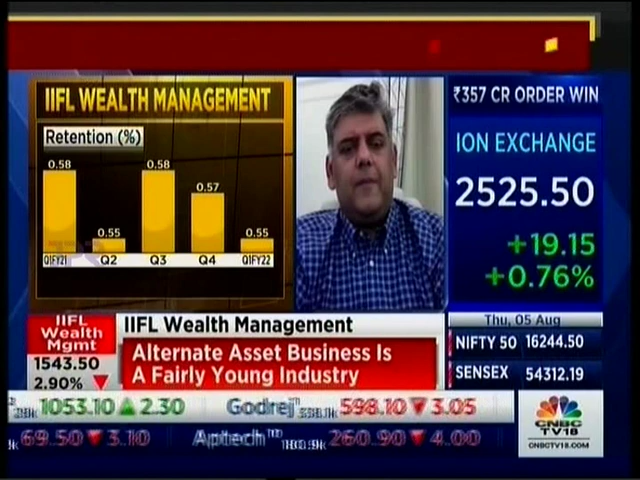 IIFL WEALTH MANAGEMENT
Retention (%)
0.58
0.55
0.58
0.57
0.55
Q1FY21
Q2
Q3
Q4
Q1FY22
₹357 CR ORDER WIN
ION EXCHANGE
2525.50
+19.15
+0.76%
Thu, 05 Aug
NIFTY 50 16244.50
SENSEX 54312.19
IIFL
Wealth
Mgmt
1543.50
2.90%
IIFL Wealth Management
Alternate Asset Business Is
A Fairly Young Industry
1053.10 2.30 Godrej 598.10 3.05
69.50 3.10 Aptech 260.90 4.00
CNBC
TV18
CNBCTV18.COM